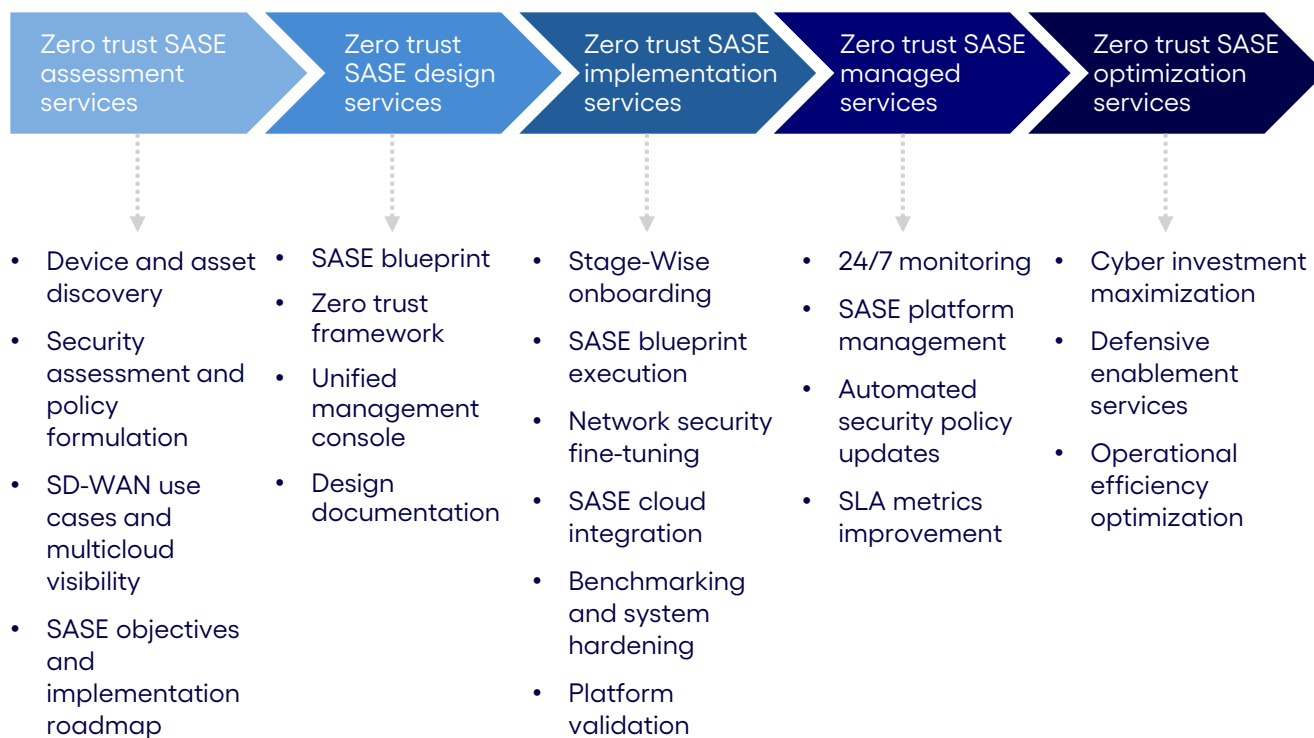 Zero trust SASE
assessment
services
Zero trust
SASE design
services
Zero trust SASE
implementation
services
Zero trust SASE
managed
services
Zero trust SASE
optimization
services
• Device and asset
discovery
• Security
assessment and
policy
formulation
• SD-WAN use
cases and
multicloud
visibility
• SASE objectives
and
implementation
roadmap
• SASE blueprint
• Zero trust
framework
• Unified
management
console
• Design
documentation
• Stage-Wise
onboarding
• SASE blueprint
execution
• Network security
fine-tuning
• SASE cloud
integration
• Benchmarking
and system
hardening
• Platform
validation
• 24/7 monitoring
• SASE platform
management
• Automated
security policy
updates
• SLA metrics
improvement
• Cyber investment
maximization
• Defensive
enablement
services
• Operational
efficiency
optimization